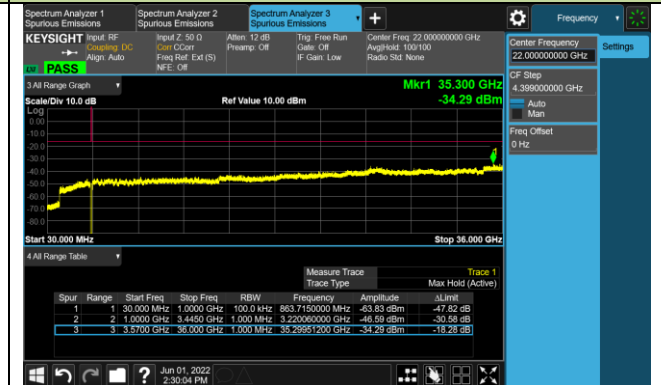 Spectrum Analyzer 1
Spurious Emissions
Spectrum Analyzer 2
Spurious Emissions
Spectrum Analyzer 3
Spurious Emissions
+
Frequency
KEYSIGHT
Input: RF
Coupling: DC
Align: Auto
Input Z: 50 Ω
Corr CCorr
Freq Ref: Ext (S)
NFE: Off
Atten: 12 dB
Preamp: Off
Trig: Free Run
Gate: Off
IF Gain: Low
Center Freq: 22.000000000 GHz
Avg|Hold: 100/100
Radio Std: None
PASS
Center Frequency
22.000000000 GHz
Settings
CF Step
4.399000000 GHz
Auto
Man
Freq Offset
0 Hz
3 All Range Graph
Scale/Div 10.0 dB
Ref Value 10.00 dBm
Mkr1 35.300 GHz
-34.29 dBm
Log
0.00
-10.0
-20.0
-30.0
-40.0
-50.0
-60.0
-70.0
-80.0
Start 30.000 MHz
Stop 36.000 GHz
4 All Range Table
Measure Trace Trace 1
Trace Type Max Hold (Active)
Spur Range Start Freq Stop Freq RBW Frequency Amplitude ΔLimit
1 1 30.000 MHz 1.0000 GHz 100.0 kHz 863.7150000 MHz -63.83 dBm -47.82 dB
2 2 1.0000 GHz 3.4450 GHz 1.000 MHz 3.220060000 GHz -46.59 dBm -30.58 dB
3 3 3.5700 GHz 36.000 GHz 1.000 MHz 35.29951200 GHz -34.29 dBm -18.28 dB
?
Jun 01, 2022
2:30:04 PM